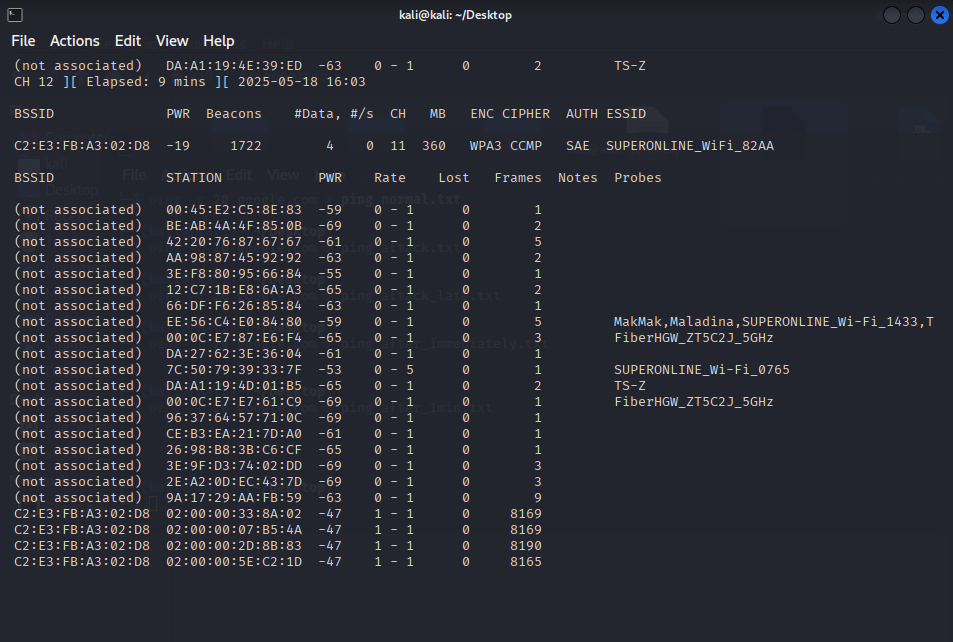 kali@kali: ~/Desktop
File Actions Edit View Help
(not associated) DA:A1:19:4E:39:ED -63 0 - 1 0 2 TS-Z
CH 12 ][ Elapsed: 9 mins ][ 2025-05-18 16:03
BSSID PWR Beacons #Data, #/s CH MB ENC CIPHER AUTH ESSID
C2:E3:FB:A3:02:D8 -19 1722 4 0 11 360 WPA3 CCMP SAE SUPERONLINE_WiFi_82AA
BSSID STATION PWR Rate Lost Frames Notes Probes
(not associated) 00:45:E2:C5:8E:83 -59 0 - 1 0 1
(not associated) BE:AB:4A:4F:85:0B -69 0 - 1 0 2
(not associated) 42:20:76:87:67:67 -61 0 - 1 0 5
(not associated) AA:98:87:45:92:92 -63 0 - 1 0 2
(not associated) 3E:F8:80:95:66:84 -55 0 - 1 0 1
(not associated) 12:C7:1B:E8:6A:A3 -65 0 - 1 0 2
(not associated) 66:DF:F6:26:85:84 -63 0 - 1 0 1
(not associated) EE:56:C4:E0:84:80 -59 0 - 1 0 5 MakMak,Maladina,SUPERONLINE_Wi-Fi_1433,T
(not associated) 00:0C:E7:87:E6:F4 -65 0 - 1 0 3 FiberHGW_ZT5C2J_5GHz
(not associated) DA:27:62:3E:36:04 -61 0 - 1 0 1
(not associated) 7C:50:79:39:33:7F -53 0 - 5 0 1 SUPERONLINE_Wi-Fi_0765
(not associated) DA:A1:19:4D:01:B5 -65 0 - 1 0 2 TS-Z
(not associated) 00:0C:E7:E7:61:C9 -69 0 - 1 0 1 FiberHGW_ZT5C2J_5GHz
(not associated) 96:37:64:57:71:0C -69 0 - 1 0 1
(not associated) CE:B3:EA:21:7D:A0 -61 0 - 1 0 1
(not associated) 26:98:B8:3B:C6:CF -65 0 - 1 0 1
(not associated) 3E:9F:D3:74:02:DD -69 0 - 1 0 3
(not associated) 2E:A2:0D:EC:43:7D -69 0 - 1 0 3
(not associated) 9A:17:29:AA:FB:59 -63 0 - 1 0 9
C2:E3:FB:A3:02:D8 02:00:00:33:8A:02 -47 1 - 1 0 8169
C2:E3:FB:A3:02:D8 02:00:00:07:B5:4A -47 1 - 1 0 8169
C2:E3:FB:A3:02:D8 02:00:00:2D:8B:83 -47 1 - 1 0 8190
C2:E3:FB:A3:02:D8 02:00:00:5E:C2:1D -47 1 - 1 0 8165